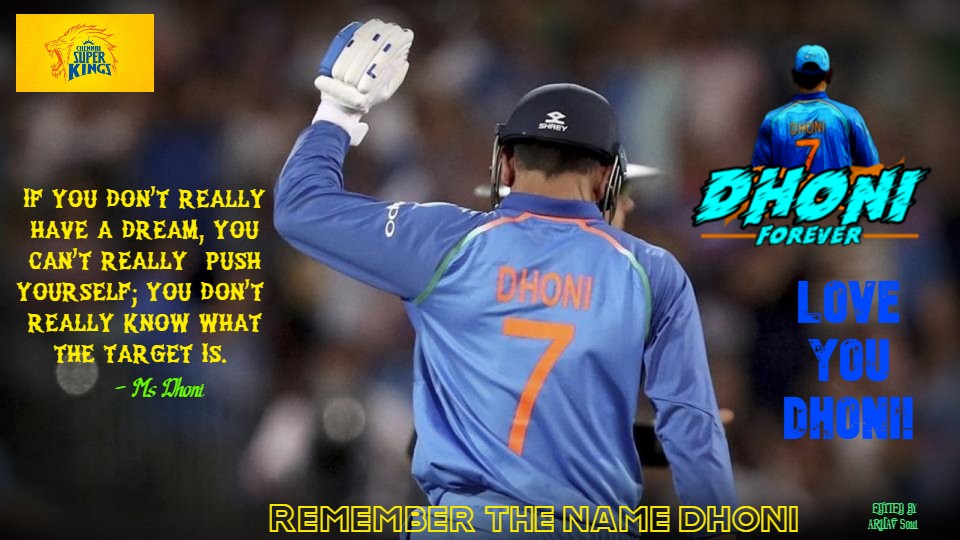 CHENNAI
SUPER
KINGS
IF YOU DON'T REALLY
HAVE A DREAM, YOU
CAN'T REALLY PUSH
YOURSELF; YOU DON'T
REALLY KNOW WHAT
THE TARGET IS.
- Ms Dhoni
SHREY
OPPO
DHONI
7
DHONI
7
DHONI
FOREVER
LOVE
YOU
DHONI!
REMEMBER THE NAME DHONI
EDITED BY
ARNAV Soni